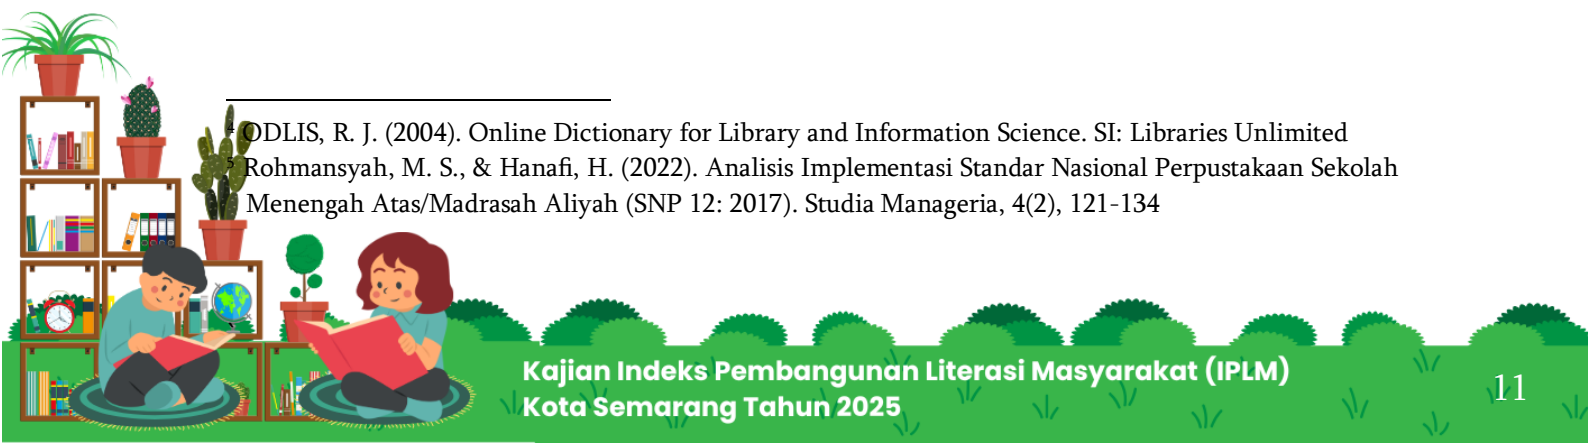 4 ODLIS, R. J. (2004). Online Dictionary for Library and Information Science. SI: Libraries Unlimited
5 Rohmansyah, M. S., & Hanafi, H. (2022). Analisis Implementasi Standar Nasional Perpustakaan Sekolah
Menengah Atas/Madrasah Aliyah (SNP 12: 2017). Studia Manageria, 4(2), 121-134
Kajian Indeks Pembangunan Literasi Masyarakat (IPLM)
Kota Semarang Tahun 2025
11